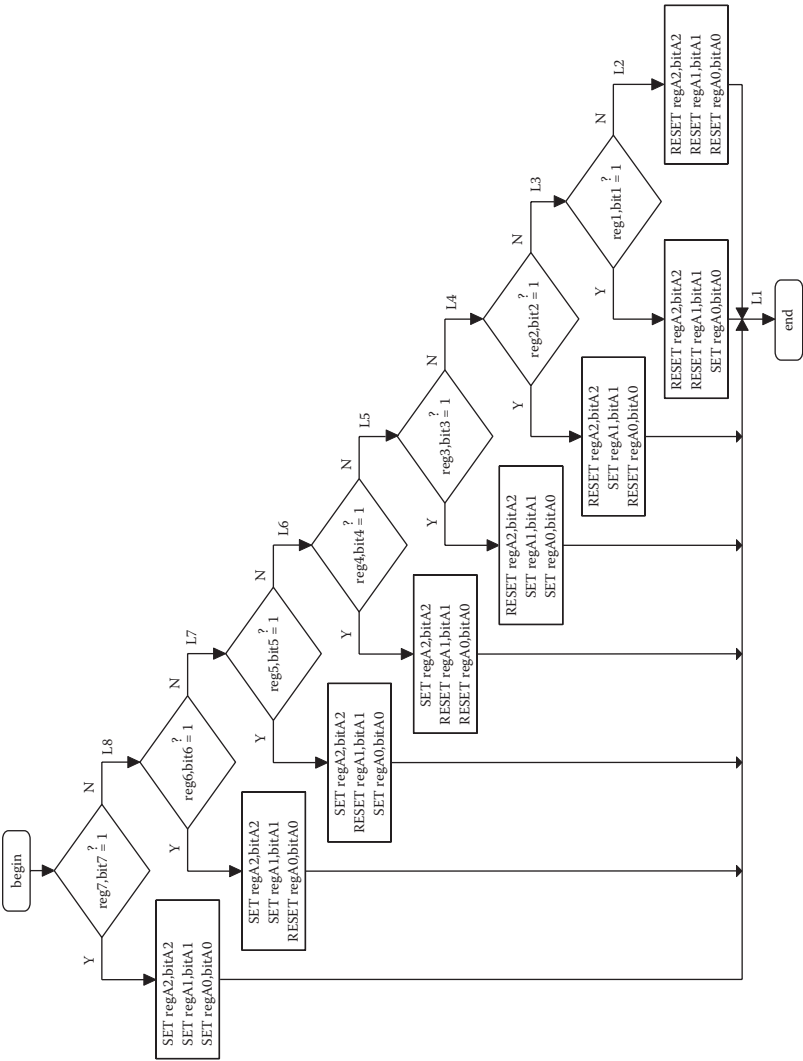 begin
reg7,bit7 ?= 1
Y
N
L8
SET regA2,bitA2
SET regA1,bitA1
SET regA0,bitA0
reg6,bit6 ?= 1
Y
N
L7
SET regA2,bitA2
SET regA1,bitA1
RESET regA0,bitA0
reg5,bit5 ?= 1
Y
N
L6
SET regA2,bitA2
RESET regA1,bitA1
SET regA0,bitA0
reg4,bit4 ?= 1
Y
N
L5
SET regA2,bitA2
RESET regA1,bitA1
RESET regA0,bitA0
reg3,bit3 ?= 1
Y
N
L4
RESET regA2,bitA2
SET regA1,bitA1
SET regA0,bitA0
reg2,bit2 ?= 1
Y
N
L3
RESET regA2,bitA2
SET regA1,bitA1
RESET regA0,bitA0
reg1,bit1 ?= 1
Y
N
L2
RESET regA2,bitA2
RESET regA1,bitA1
SET regA0,bitA0
RESET regA2,bitA2
RESET regA1,bitA1
RESET regA0,bitA0
L1
end